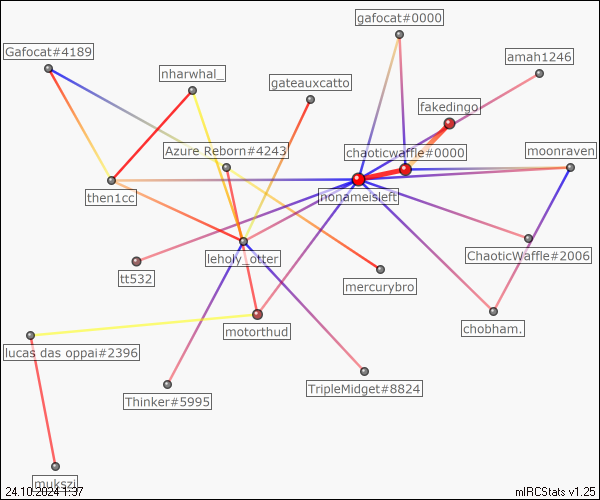 gafocat#0000
Gafocat#4189
amah1246
nharwhal_
gateauxcatto
fakedingo
Azure Reborn#4243
chaoticwaffle#0000
moonraven
then1cc
nonameisleft
ChaoticWaffle#2006
leholy_otter
tt532
mercurybro
motorthud
chobham.
lucas das oppai#2396
Thinker#5995
TripleMidget#8824
mukszi
24.10.2024 1:37
mIRCStats v1.25